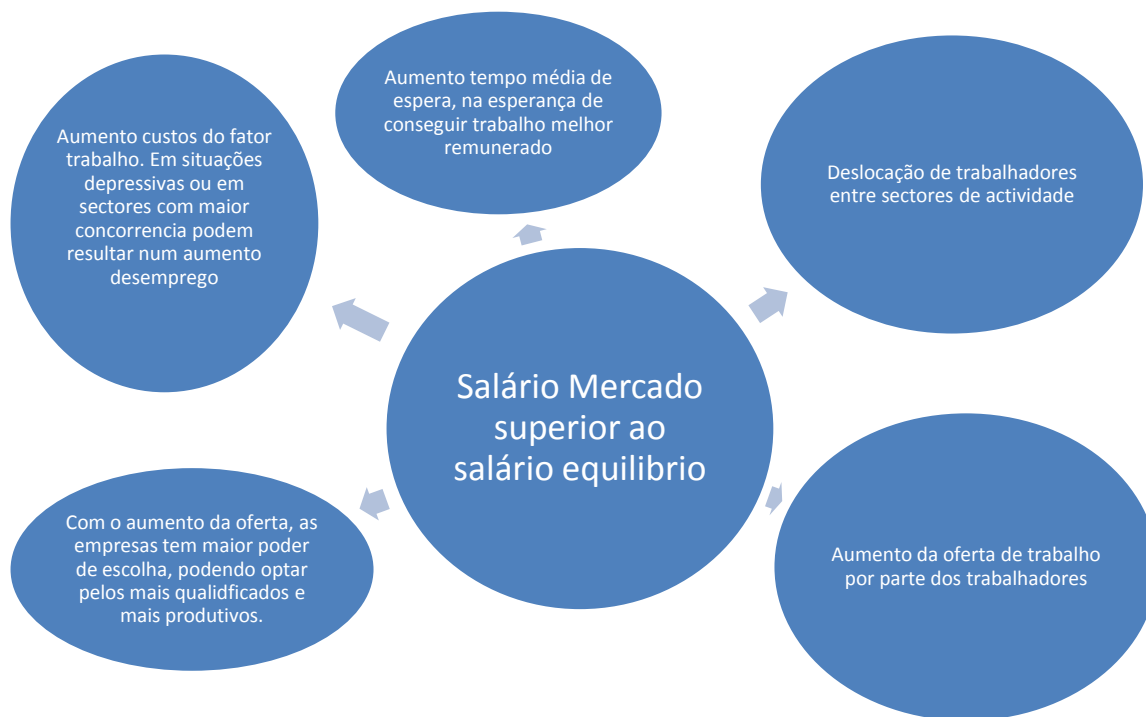 Aumento tempo média de
espera, na esperança de
conseguir trabalho melhor
remunerado
Aumento custos do fator
trabalho. Em situações
depressivas ou em
sectores com maior
concorrencia podem
resultar num aumento
desemprego
Deslocação de trabalhadores
entre sectores de actividade
Salário Mercado
superior ao
salário equilibrio
Com o aumento da oferta, as
empresas tem maior poder
de escolha, podendo optar
pelos mais qualidficados e
mais produtivos.
Aumento da oferta de trabalho
por parte dos trabalhadores